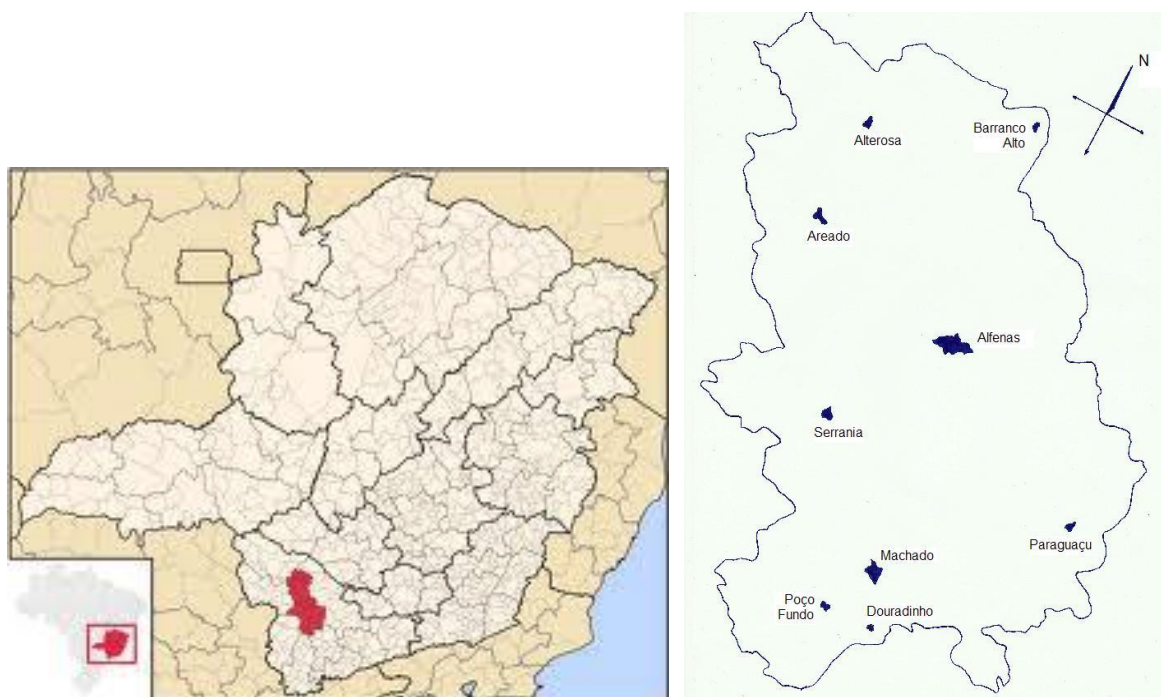 N
Alterosa
Barranco
Alto
Areado
Alfenas
Serrania
Paraguaçu
Machado
Poço
Fundo
Douradinho